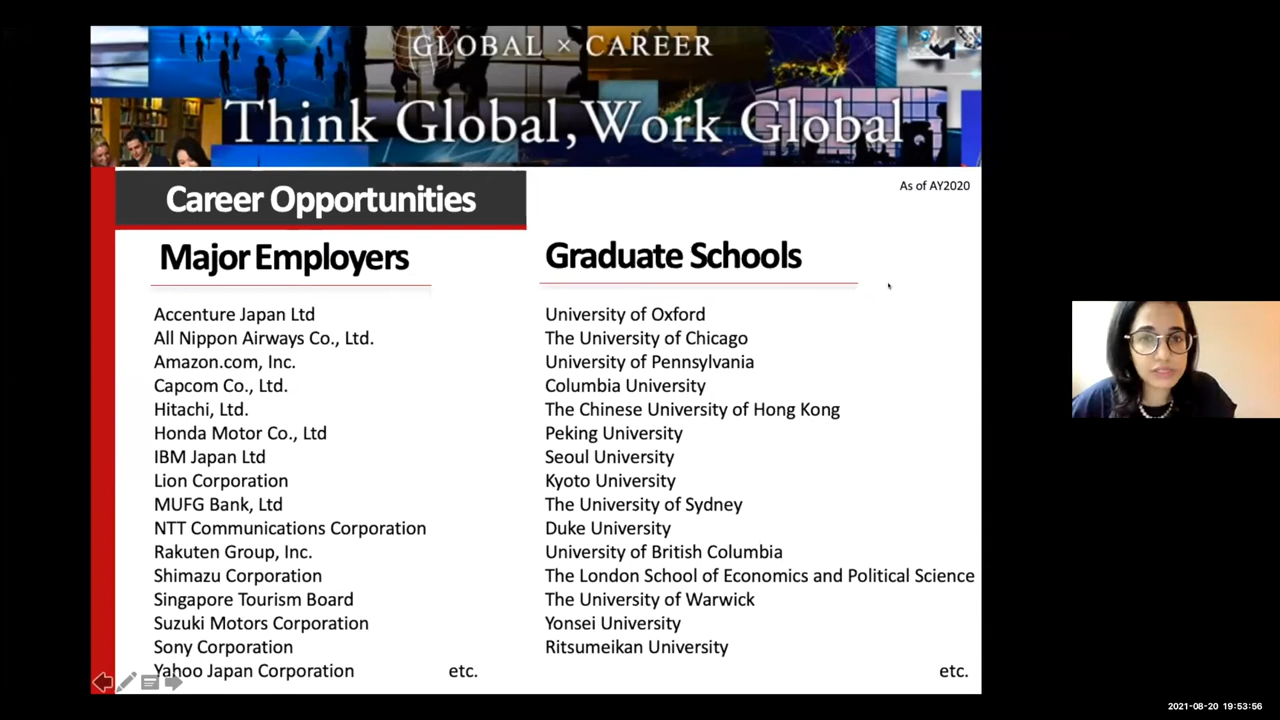 GLOBAL × CAREER
Think Global, Work Global
As of AY2020
Career Opportunities
Major Employers
Accenture Japan Ltd
All Nippon Airways Co., Ltd.
Amazon.com, Inc.
Capcom Co., Ltd.
Hitachi, Ltd.
Honda Motor Co., Ltd
IBM Japan Ltd
Lion Corporation
MUFG Bank, Ltd
NTT Communications Corporation
Rakuten Group, Inc.
Shimazu Corporation
Singapore Tourism Board
Suzuki Motors Corporation
Sony Corporation
Yahoo Japan Corporation
etc.
Graduate Schools
University of Oxford
The University of Chicago
University of Pennsylvania
Columbia University
The Chinese University of Hong Kong
Peking University
Seoul University
Kyoto University
The University of Sydney
Duke University
University of British Columbia
The London School of Economics and Political Science
The University of Warwick
Yonsei University
Ritsumeikan University
etc.
2021-08-20 19:53:56